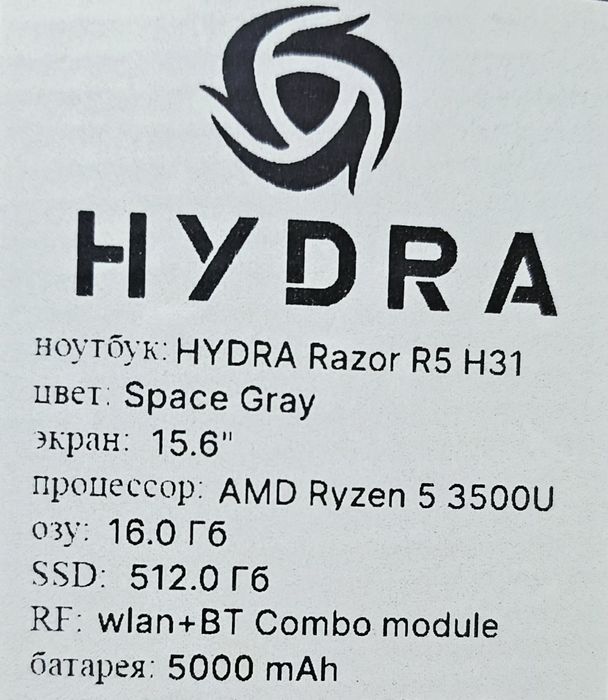 HYDRA
ноутбук: HYDRA Razor R5 H31
цвет: Space Gray
экран: 15.6"
процессор: AMD Ryzen 5 3500U
озу: 16.0 Гб
SSD: 512.0 Гб
RF: wlan+BT Combo module
батарея: 5000 mAh